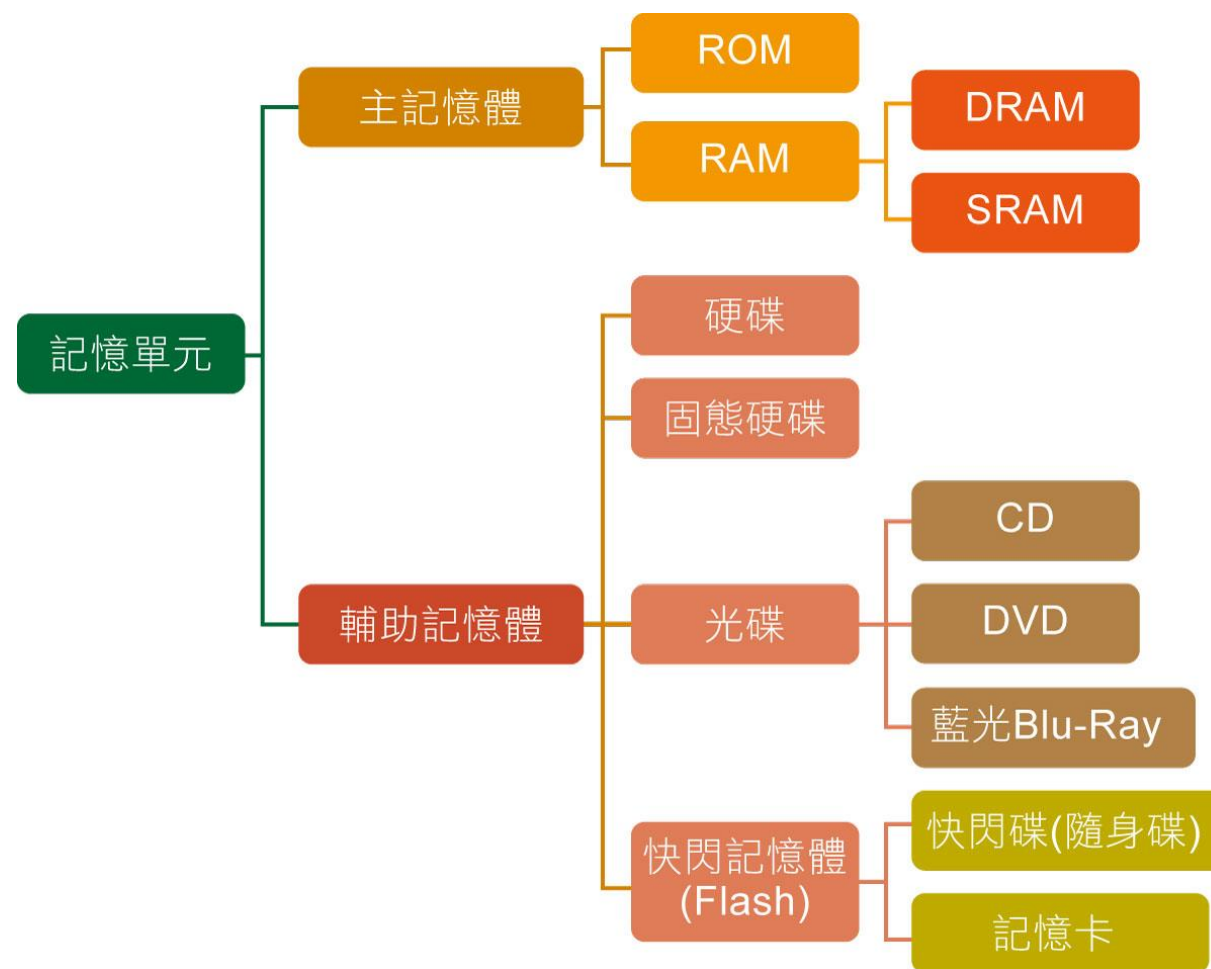 ROM
主記憶體
DRAM
RAM
SRAM
硬碟
記憶單元
固態硬碟
CD
輔助記憶體
光碟
DVD
藍光Blu-Ray
快閃記憶體
(Flash)
快閃碟(隨身碟)
記憶卡